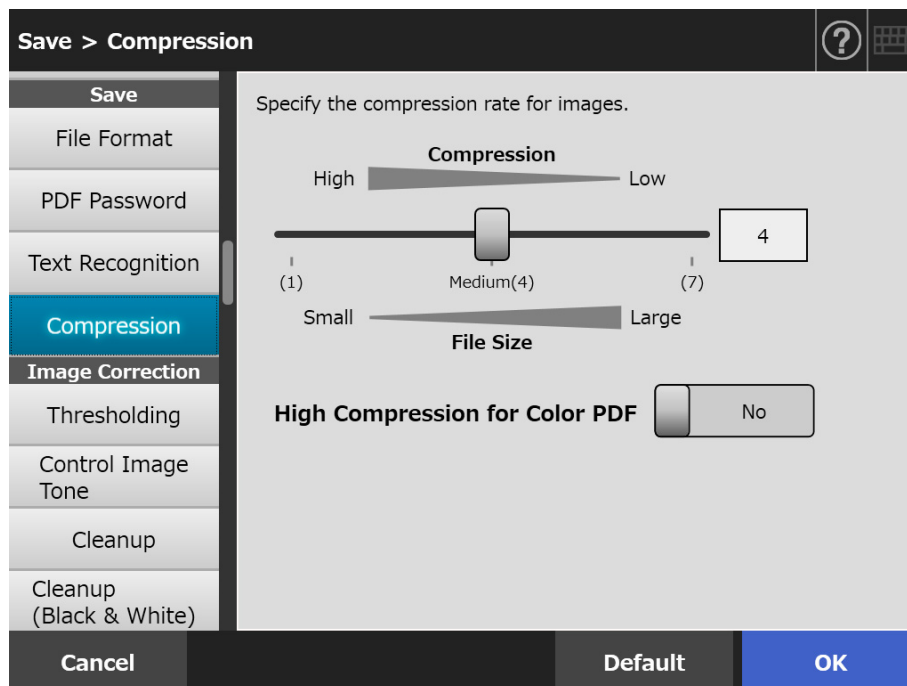 Save > Compression
?
Save
File Format
PDF Password
Text Recognition
Compression
Image Correction
Thresholding
Control Image
Tone
Cleanup
Cleanup
(Black & White)
Specify the compression rate for images.
Compression
High Low
4
(1) Medium(4) (7)
Small Large
File Size
High Compression for Color PDF No
Cancel Default OK